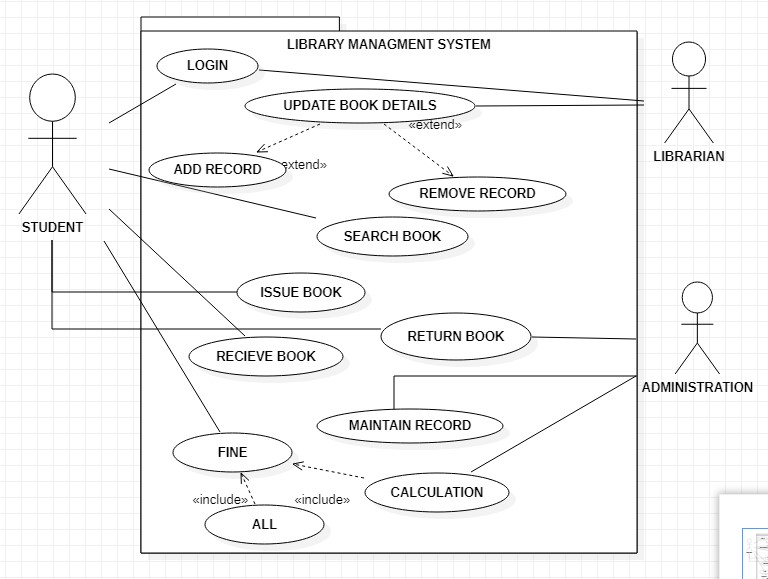 LIBRARY MANAGMENT SYSTEM
LOGIN
UPDATE BOOK DETAILS
«extend»
extend»
ADD RECORD
LIBRARIAN
REMOVE RECORD
STUDENT
SEARCH BOOK
ISSUE BOOK
RETURN BOOK
RECIEVE BOOK
ADMINISTRATION
MAINTAIN RECORD
FINE
CALCULATION
«include»
«include»
ALL